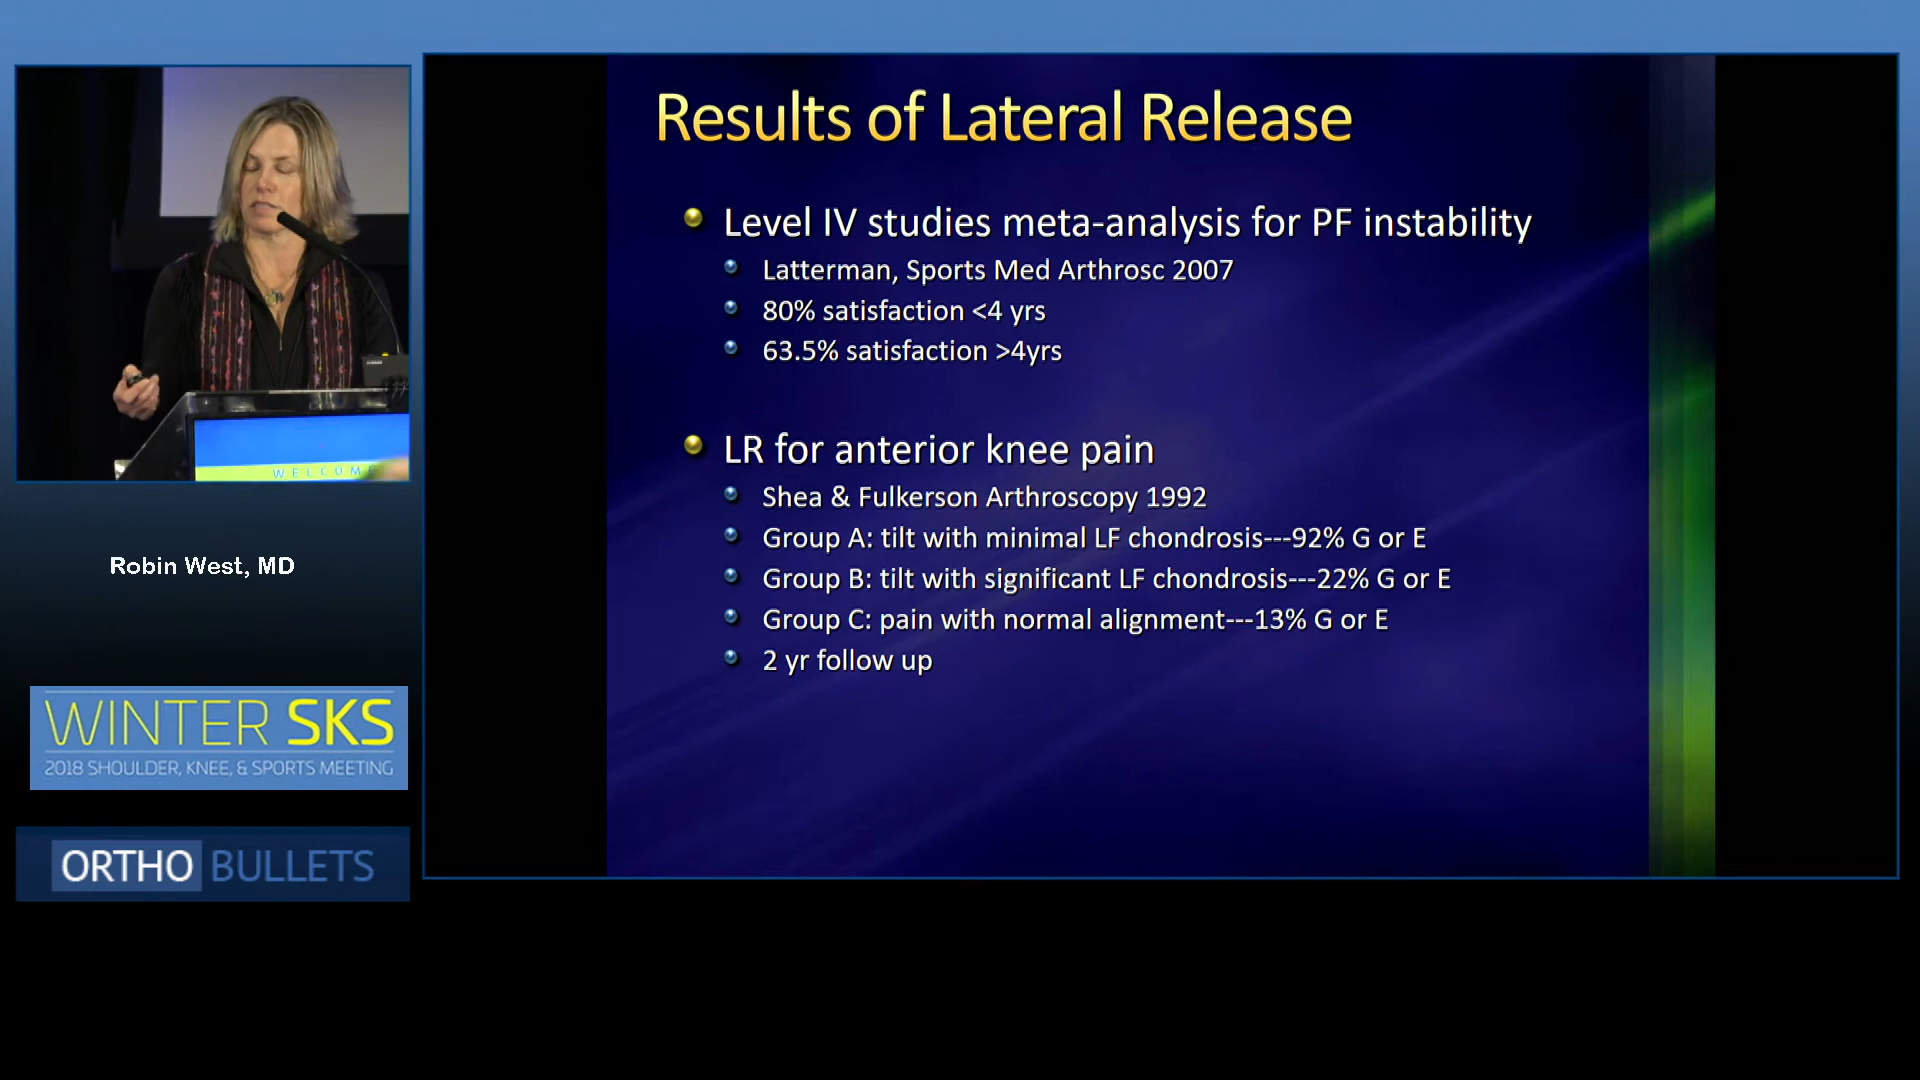 Results of Lateral Release
Level IV studies meta-analysis for PF instability
Latterman, Sports Med Arthrosc 2007
80% satisfaction <4 yrs
63.5% satisfaction >4yrs
LR for anterior knee pain
Shea & Fulkerson Arthroscopy 1992
Group A: tilt with minimal LF chondrosis---92% G or E
Group B: tilt with significant LF chondrosis---22% G or E
Group C: pain with normal alignment---13% G or E
2 yr follow up
WELCOME
Robin West, MD
WINTER SKS
2018 SHOULDER, KNEE, & SPORTS MEETING
ORTHO BULLETS